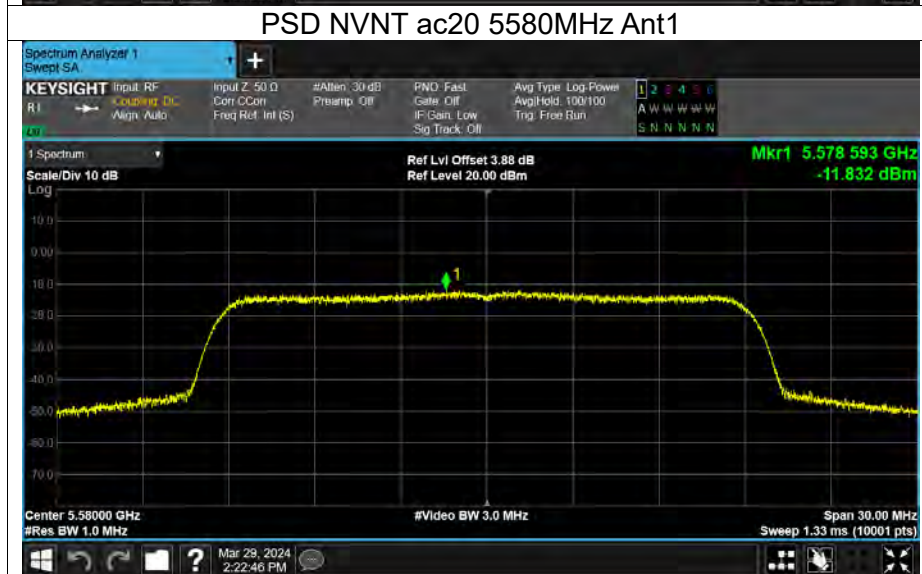 PSD NVNT ac20 5580MHz Ant1
Spectrum Analyzer 1
Swept SA
+
KEYSIGHT Input: RF Input Z: 50 Ω #Atten: 30 dB PNO: Fast Avg Type: Log-Power 1 2 3 4 5 6
R L Coupling: DC Corr CCorr Preamp: Off Gate: Off Avg|Hold: 100/100 A W W W W W
Align: Auto Freq Ref: Int (S) IF Gain: Low Trig: Free Run
Sig Track: Off S N N N N N
1 Spectrum Ref Lvl Offset 3.88 dB Mkr1 5.578 593 GHz
Scale/Div 10 dB Ref Level 20.00 dBm -11.832 dBm
Log
10.0
0.00
-10.0
-20.0
-30.0
-40.0
-50.0
-60.0
-70.0
1
Center 5.58000 GHz #Video BW 3.0 MHz Span 30.00 MHz
#Res BW 1.0 MHz Sweep 1.33 ms (10001 pts)
? Mar 29, 2024
2:22:46 PM